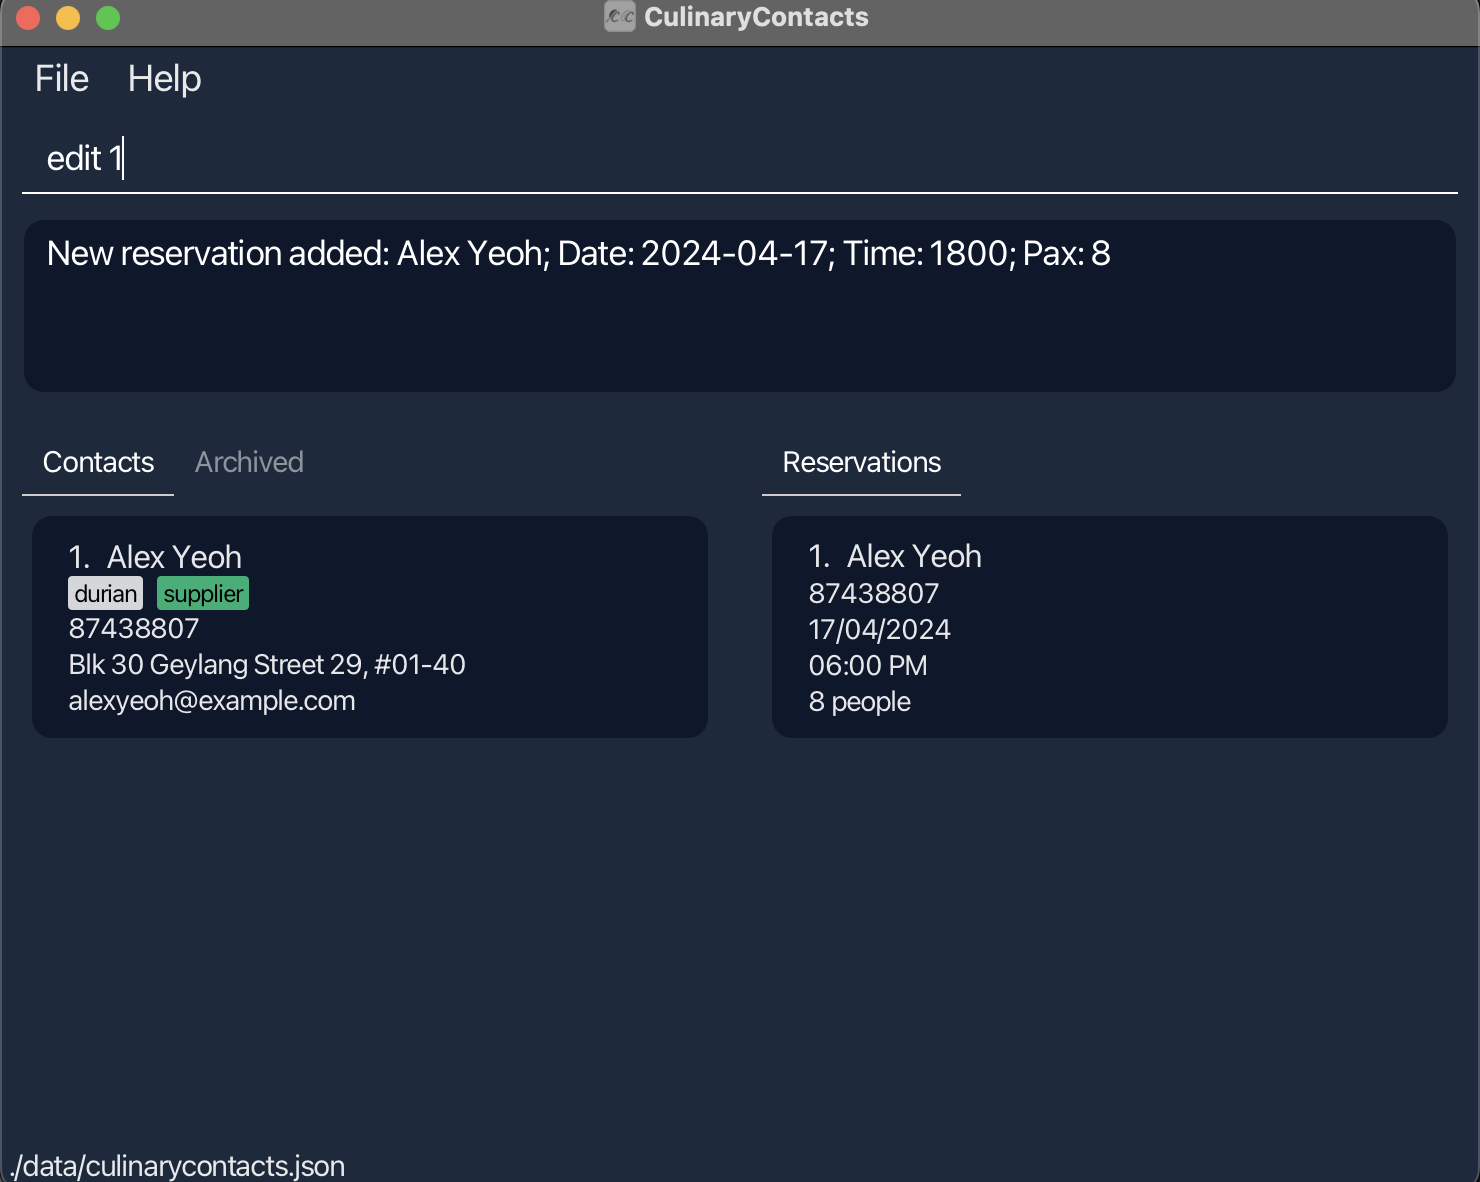 CulinaryContacts
File Help
edit 1
New reservation added: Alex Yeoh; Date: 2024-04-17; Time: 1800; Pax: 8
Contacts Archived
1. Alex Yeoh
durian supplier
87438807
Blk 30 Geylang Street 29, #01-40
alexyeoh@example.com
Reservations
1. Alex Yeoh
87438807
17/04/2024
06:00 PM
8 people
./data/culinarycontacts.json